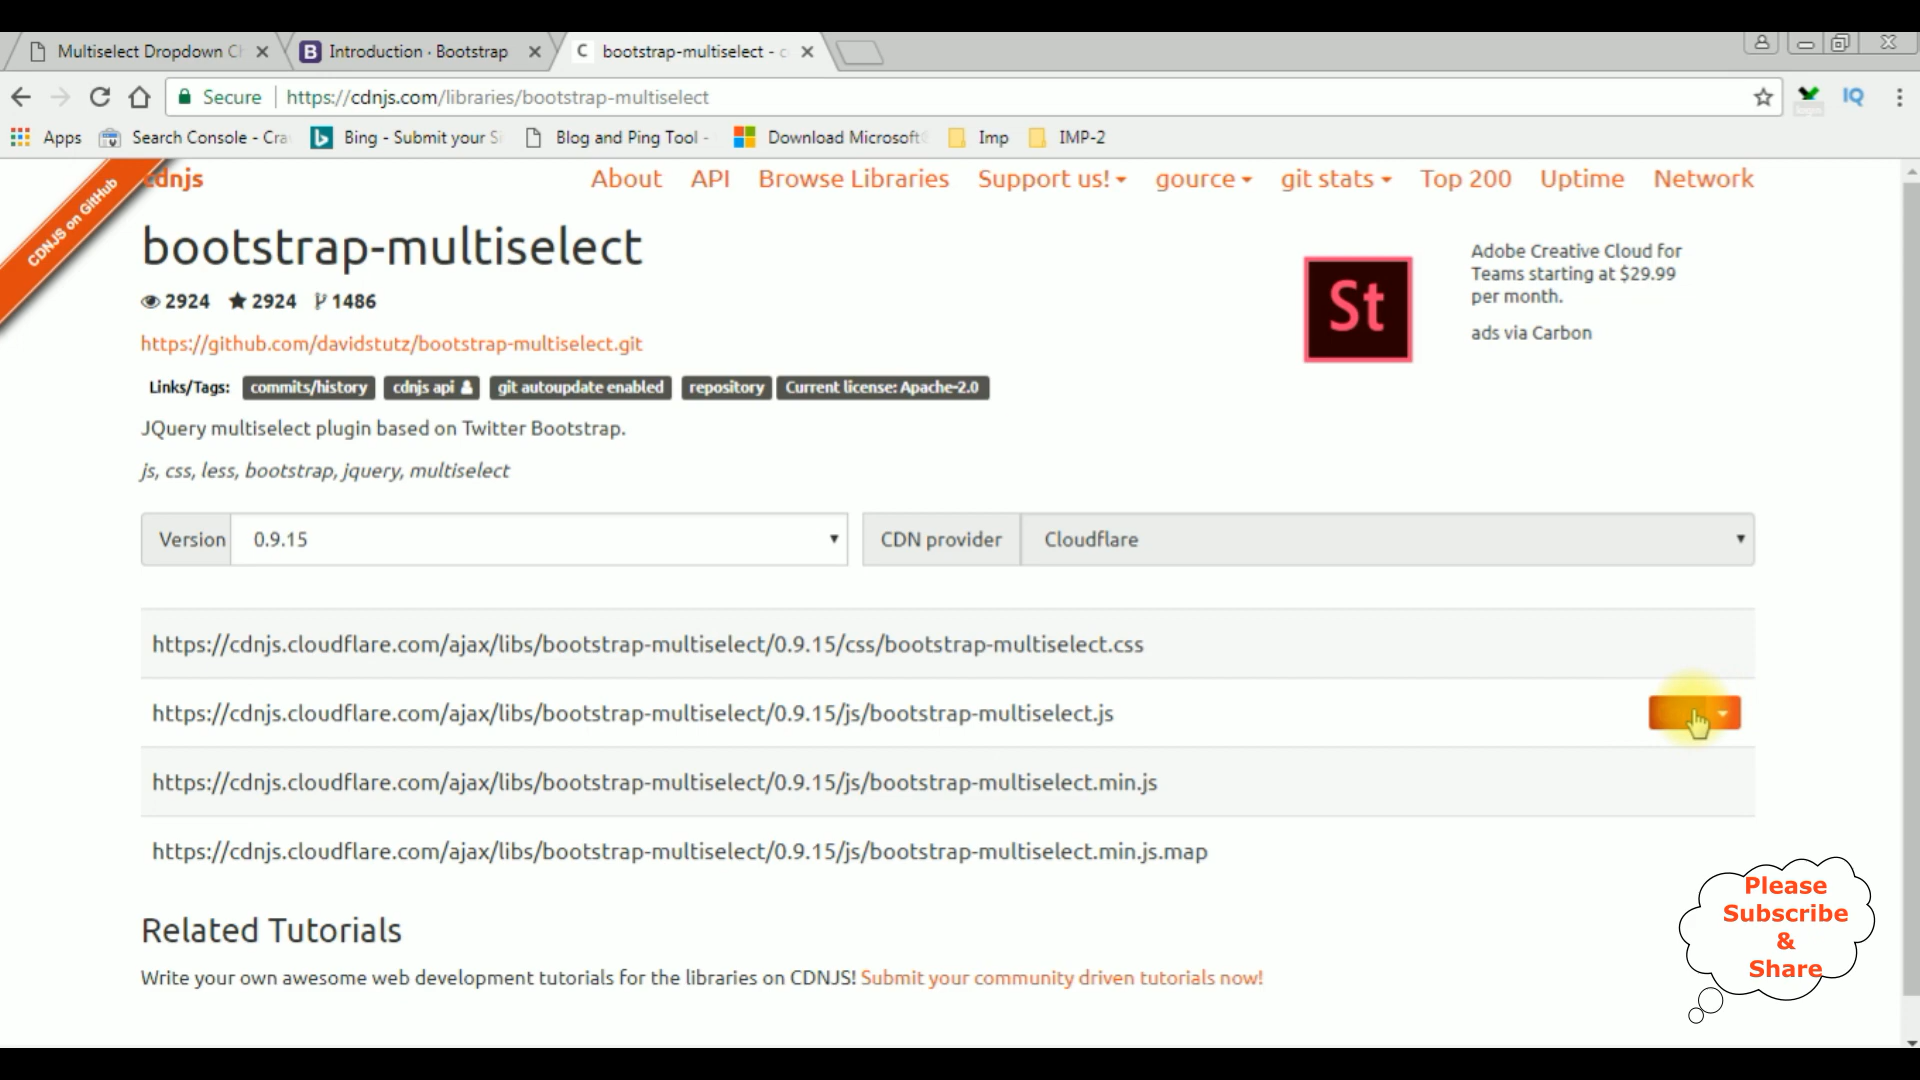 Multiselect Dropdown Ch
Introduction · Bootstrap
C bootstrap-multiselect - c
Secure
https://cdnjs.com/libraries/bootstrap-multiselect
IQ
Apps
Search Console - Cra
Bing - Submit your Si
Blog and Ping Tool -
Download Microsoft®
Imp
IMP-2
CDNJS on GitHub
cdnjs
About
API
Browse Libraries
Support us!
gource
git stats
Top 200
Uptime
Network
bootstrap-multiselect
2924 2924 1486
https://github.com/davidstutz/bootstrap-multiselect.git
Links/Tags: commits/history cdnjs api git autoupdate enabled repository Current license: Apache-2.0
JQuery multiselect plugin based on Twitter Bootstrap.
js, css, less, bootstrap, jquery, multiselect
St
Adobe Creative Cloud for
Teams starting at $29.99
per month.
ads via Carbon
Version 0.9.15
CDN provider Cloudflare
https://cdnjs.cloudflare.com/ajax/libs/bootstrap-multiselect/0.9.15/css/bootstrap-multiselect.css
https://cdnjs.cloudflare.com/ajax/libs/bootstrap-multiselect/0.9.15/js/bootstrap-multiselect.js
https://cdnjs.cloudflare.com/ajax/libs/bootstrap-multiselect/0.9.15/js/bootstrap-multiselect.min.js
https://cdnjs.cloudflare.com/ajax/libs/bootstrap-multiselect/0.9.15/js/bootstrap-multiselect.min.js.map
Related Tutorials
Write your own awesome web development tutorials for the libraries on CDNJS! Submit your community driven tutorials now!
Please
Subscribe
&
Share